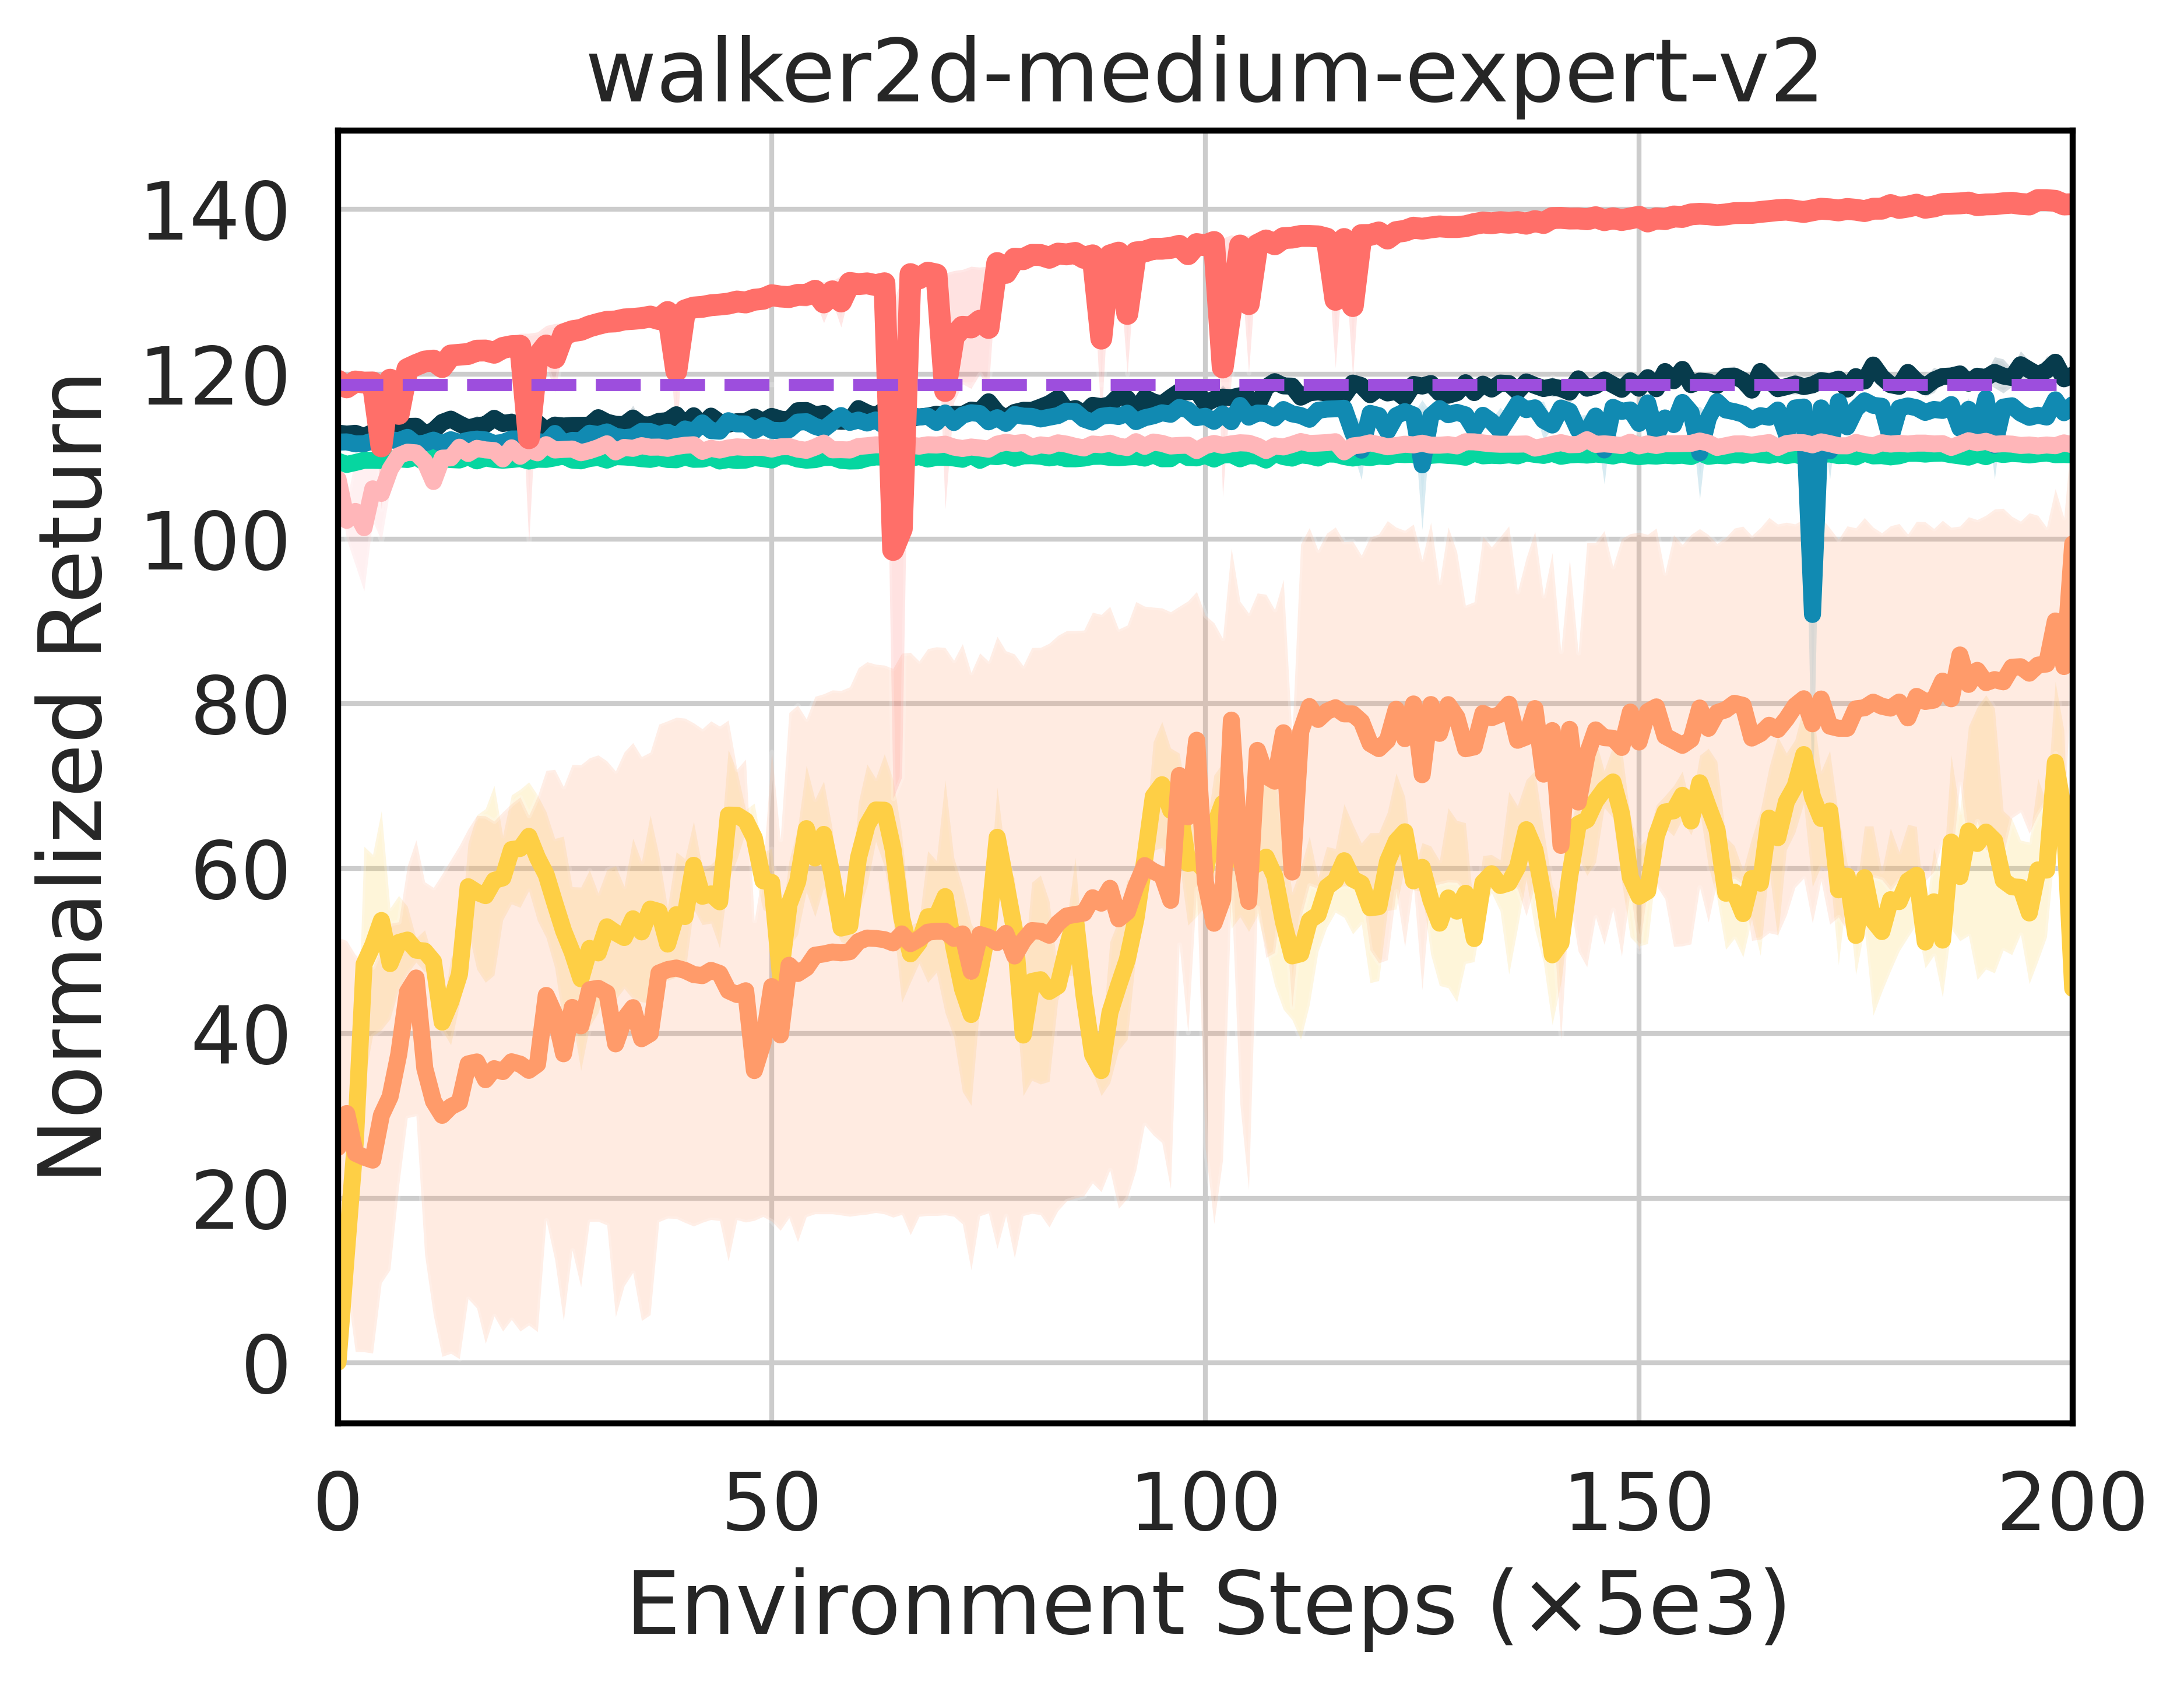 walker2d-medium-expert-v2
Normalized Return
140
120
100
80
60
40
20
0
0 50 100 150 200
Environment Steps (×5e3)